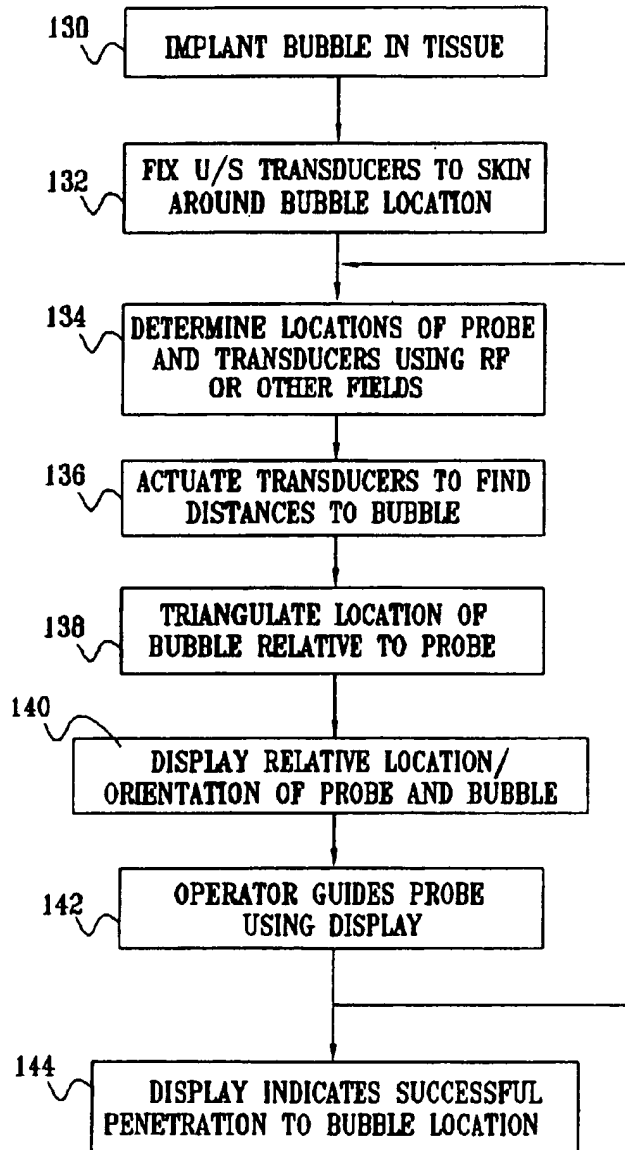 130
IMPLANT BUBBLE IN TISSUE
132
FIX U/S TRANSDUCERS TO SKIN
AROUND BUBBLE LOCATION
134
DETERMINE LOCATIONS OF PROBE
AND TRANSDUCERS USING RF
OR OTHER FIELDS
136
ACTUATE TRANSDUCERS TO FIND
DISTANCES TO BUBBLE
138
TRIANGULATE LOCATION OF
BUBBLE RELATIVE TO PROBE
140
DISPLAY RELATIVE LOCATION/
ORIENTATION OF PROBE AND BUBBLE
142
OPERATOR GUIDES PROBE
USING DISPLAY
144
DISPLAY INDICATES SUCCESSFUL
PENETRATION TO BUBBLE LOCATION